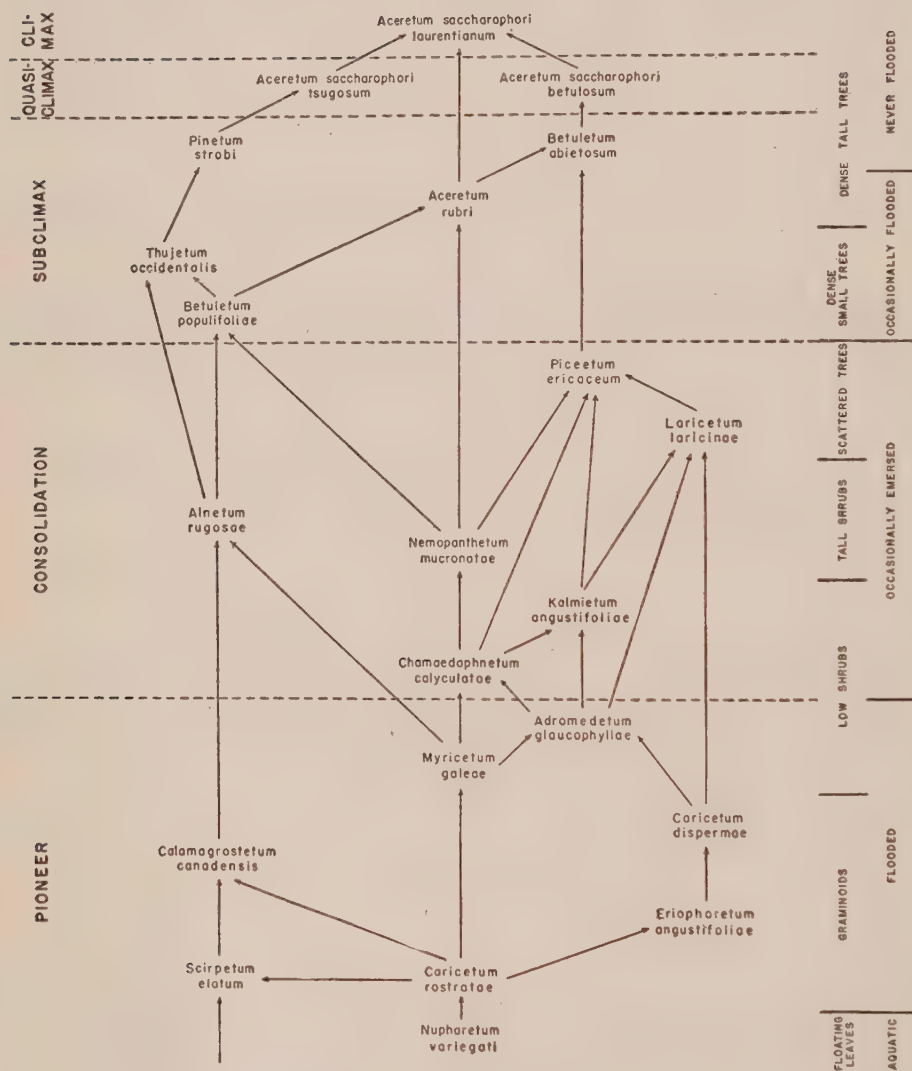 QUASI- CLI-
CLIMAX MAX
SUBCLIMAX
CONSOLIDATION
PIONEER
Aceretum saccharophori
laurentianum
Aceretum saccharophori
tsugosum
Aceretum saccharophori
betulosum
Pinetum
strobi
Betuletum
abietosum
Aceretum
rubri
Thujetum
occidentalis
Betuletum
populifoliae
Piceetum
ericaceum
Laricetum
laricinae
Alnetum
rugosae
Nemopanthetum
mucronatae
Kalmietum
angustifoliae
Chamaedaphnetum
calyculatae
Adromedetum
glaucophyllae
Myricetum
galeae
Caricetum
dispermae
Calamagrostetum
canadensis
Eriophoretum
angustifoliae
Scirpetum
elatum
Caricetum
rostratae
Nupharetum
variegati
DENSE TALL TREES
DENSE
SMALL TREES
SCATTERED TREES
TALL SHRUBS
LOW SHRUBS
GRAMINOIDS
FLOATING
LEAVES
NEVER FLOODED
OCCASIONALLY FLOODED
OCCASIONALLY EMERSED
FLOODED
AQUATIC